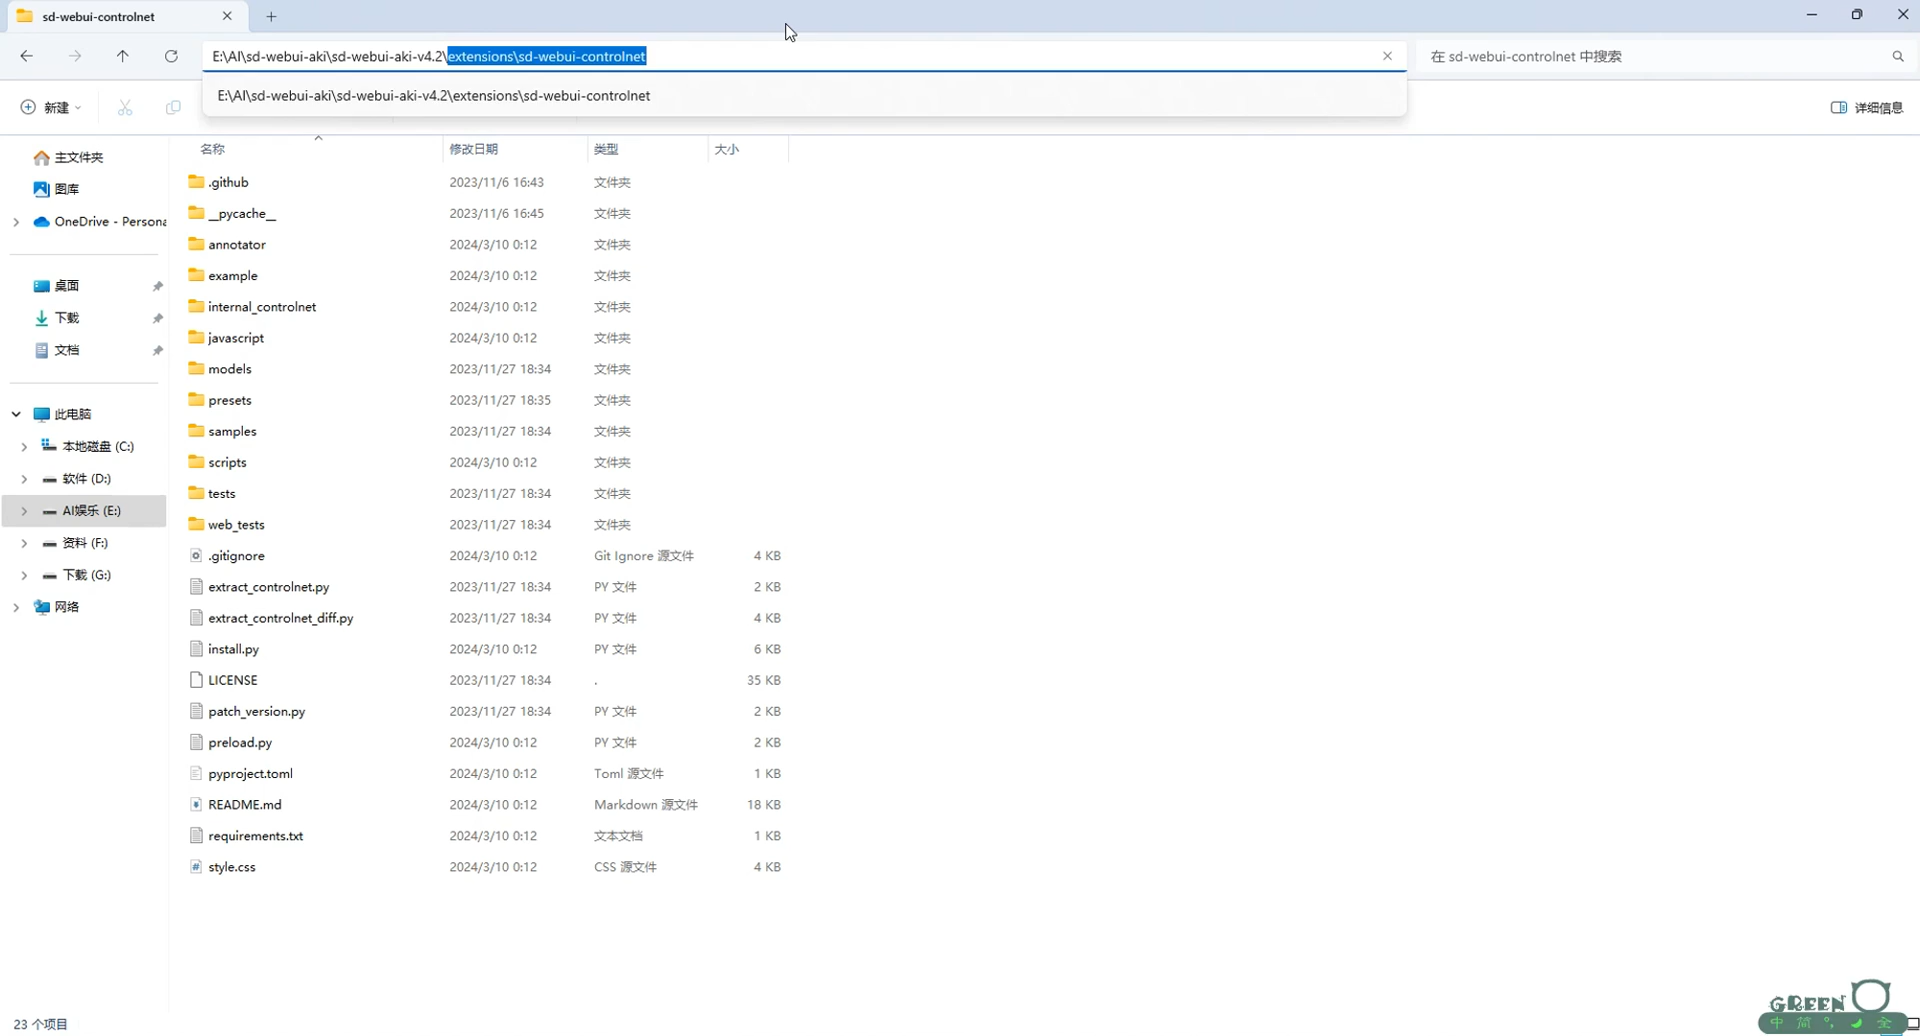 sd-webui-controlnet
E:\AI\sd-webui-aki\sd-webui-aki-v4.2\extensions\sd-webui-controlnet
在 sd-webui-controlnet 中搜索
E:\AI\sd-webui-aki\sd-webui-aki-v4.2\extensions\sd-webui-controlnet
新建
详细信息
名称 修改日期 类型 大小
主文件夹
图库
OneDrive - Persona
桌面
下载
文档
此电脑
本地磁盘 (C:)
软件 (D:)
AI娱乐 (E:)
资料 (F:)
下载 (G:)
网络
.github 2023/11/6 16:43 文件夹
__pycache__ 2023/11/6 16:45 文件夹
annotator 2024/3/10 0:12 文件夹
example 2024/3/10 0:12 文件夹
internal_controlnet 2024/3/10 0:12 文件夹
javascript 2024/3/10 0:12 文件夹
models 2023/11/27 18:34 文件夹
presets 2023/11/27 18:35 文件夹
samples 2023/11/27 18:34 文件夹
scripts 2024/3/10 0:12 文件夹
tests 2023/11/27 18:34 文件夹
web_tests 2023/11/27 18:34 文件夹
.gitignore 2024/3/10 0:12 Git Ignore 源文件 4 KB
extract_controlnet.py 2023/11/27 18:34 PY 文件 2 KB
extract_controlnet_diff.py 2023/11/27 18:34 PY 文件 4 KB
install.py 2024/3/10 0:12 PY 文件 6 KB
LICENSE 2023/11/27 18:34 . 35 KB
patch_version.py 2023/11/27 18:34 PY 文件 2 KB
preload.py 2024/3/10 0:12 PY 文件 2 KB
pyproject.toml 2024/3/10 0:12 Toml 源文件 1 KB
README.md 2024/3/10 0:12 Markdown 源文件 18 KB
requirements.txt 2024/3/10 0:12 文本文档 1 KB
style.css 2024/3/10 0:12 CSS 源文件 4 KB
23 个项目
GREEN
中 简 °, 全